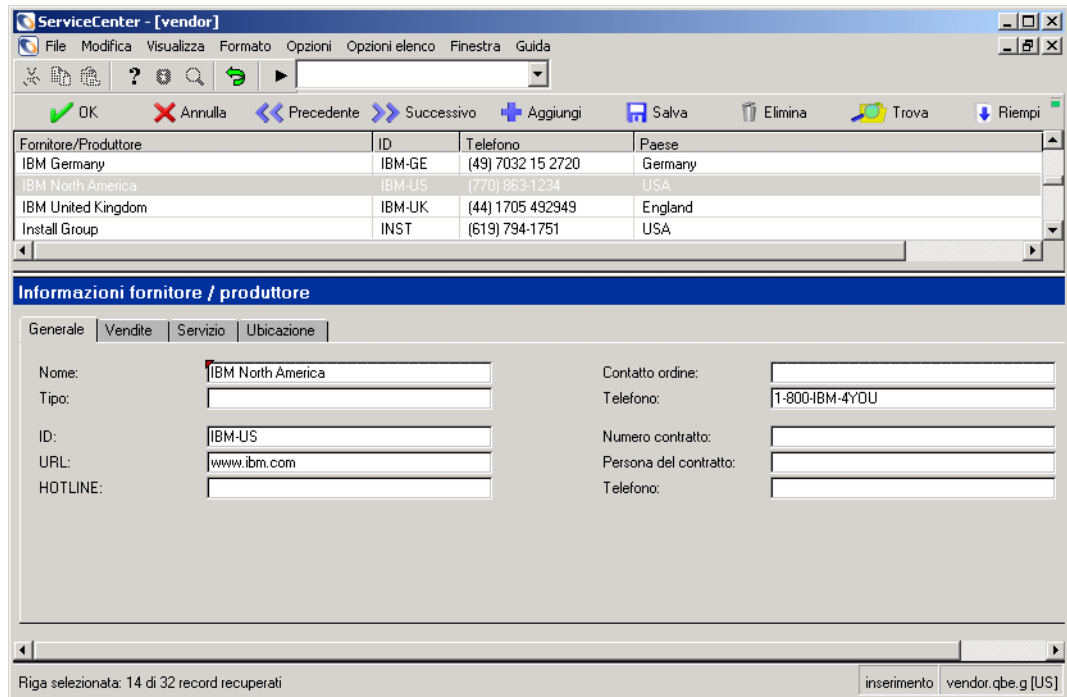 ServiceCenter - [vendor]
File Modifica Visualizza Formato Opzioni Opzioni elenco Finestra Guida
OK Annulla Precedente Successivo Aggiungi Salva Elimina Trova Riempi
Fornitore/Produttore ID Telefono Paese
IBM Germany IBM-GE (49) 7032 15 2720 Germany
IBM North America IBM-US (770) 863-1234 USA
IBM United Kingdom IBM-UK (44) 1705 492949 England
Install Group INST (619) 794-1751 USA
Informazioni fornitore / produttore
Generale Vendite Servizio Ubicazione
Nome: IBM North America Contatto ordine:
Tipo: Telefono: 1-800-IBM-4YOU
ID: IBM-US Numero contratto:
URL: www.ibm.com Persona del contratto:
HOTLINE: Telefono:
Riga selezionata: 14 di 32 record recuperati inserimento vendor.qbe.g [US]